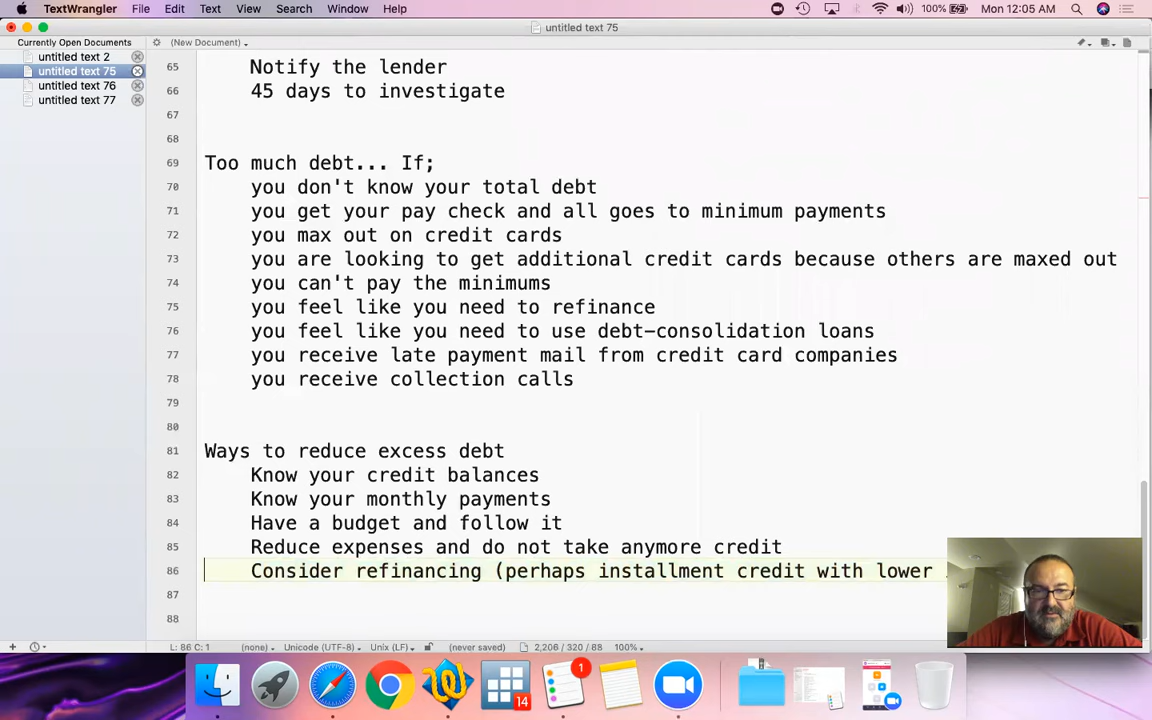 TextWrangler File Edit Text View Search Window Help 100% Mon 12:05 AM
untitled text 75
Currently Open Documents (New Document)
untitled text 2
untitled text 75
untitled text 76
untitled text 77
65 Notify the lender
66 45 days to investigate
67
68
69 Too much debt... If;
70 you don't know your total debt
71 you get your pay check and all goes to minimum payments
72 you max out on credit cards
73 you are looking to get additional credit cards because others are maxed out
74 you can't pay the minimums
75 you feel like you need to refinance
76 you feel like you need to use debt-consolidation loans
77 you receive late payment mail from credit card companies
78 you receive collection calls
79
80
81 Ways to reduce excess debt
82 Know your credit balances
83 Know your monthly payments
84 Have a budget and follow it
85 Reduce expenses and do not take anymore credit
86 Consider refinancing (perhaps installment credit with lower
87
88
L: 86 C: 1 (none) Unicode (UTF-8) Unix (LF) (never saved) 2,206 / 320 / 88 100%
14
1